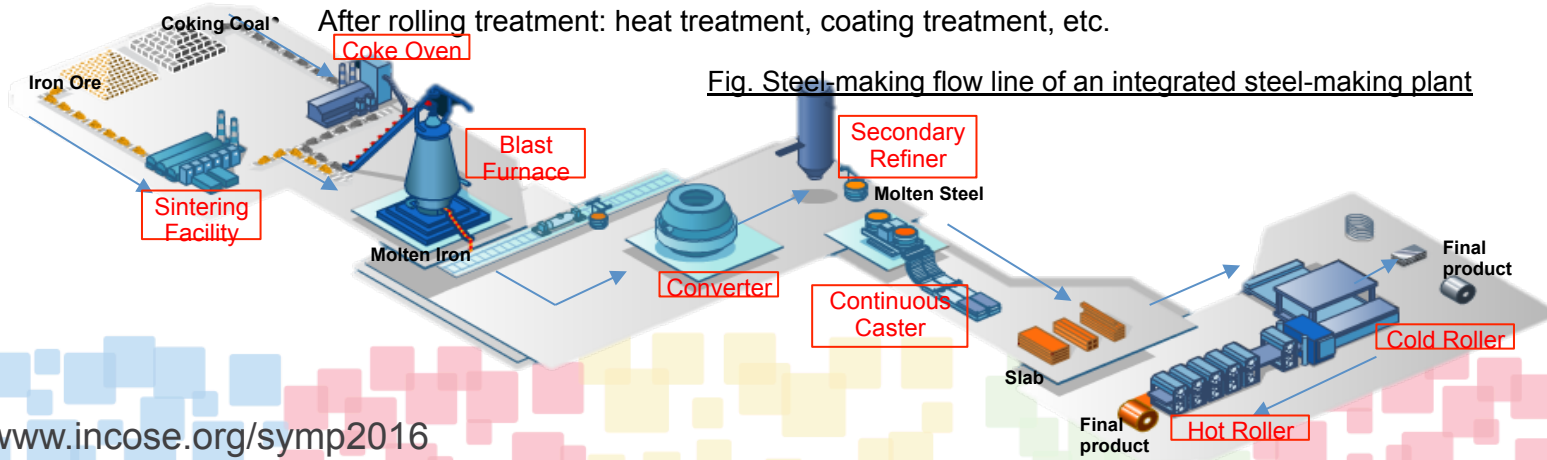 After rolling treatment: heat treatment, coating treatment, etc.
Coking Coal
Coke Oven
Iron Ore
Fig. Steel-making flow line of an integrated steel-making plant
Blast
Furnace
Secondary
Refiner
Molten Steel
Sintering
Facility
Molten Iron
Converter
Continuous
Caster
Final
product
Cold Roller
Slab
Final
product
Hot Roller
www.incose.org/symp2016